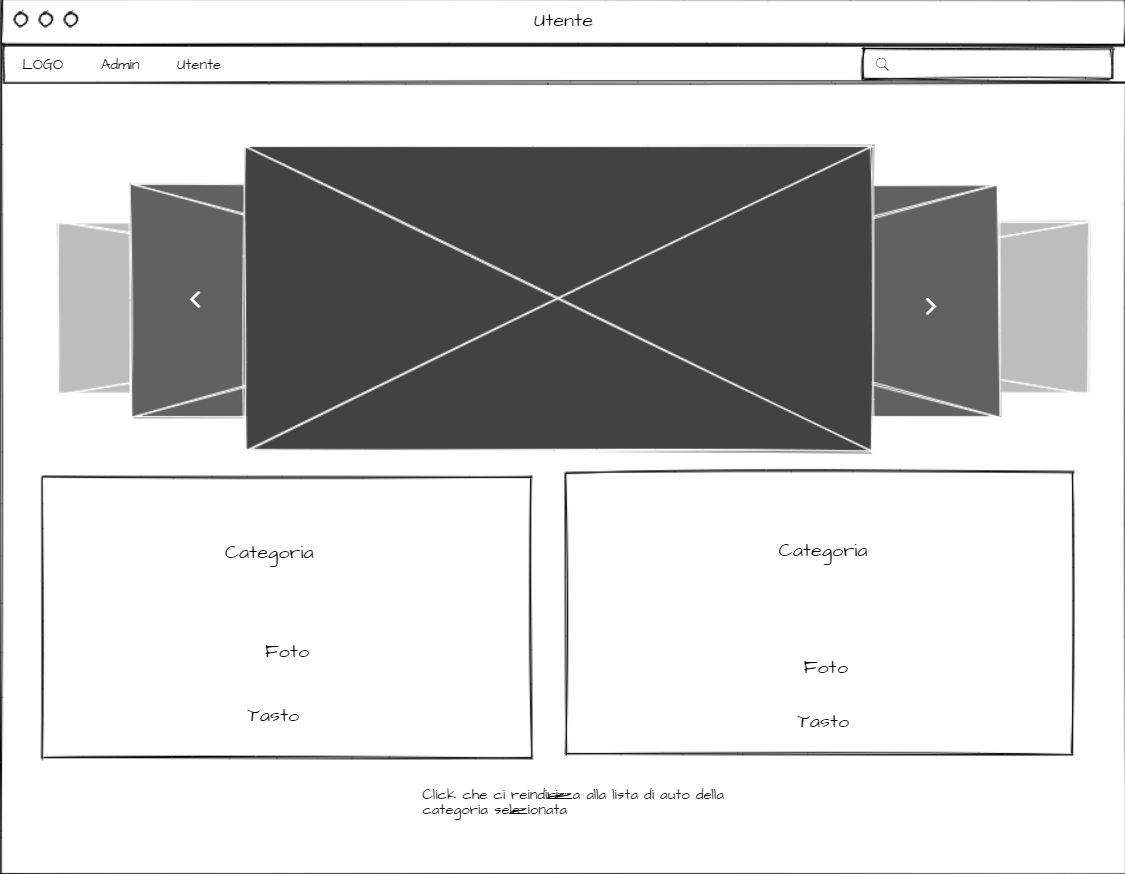 Utente
LOGO Admin Utente
Categoria
Foto
Tasto
Categoria
Foto
Tasto
Click che ci reindirizza alla lista di auto della
categoria selezionata